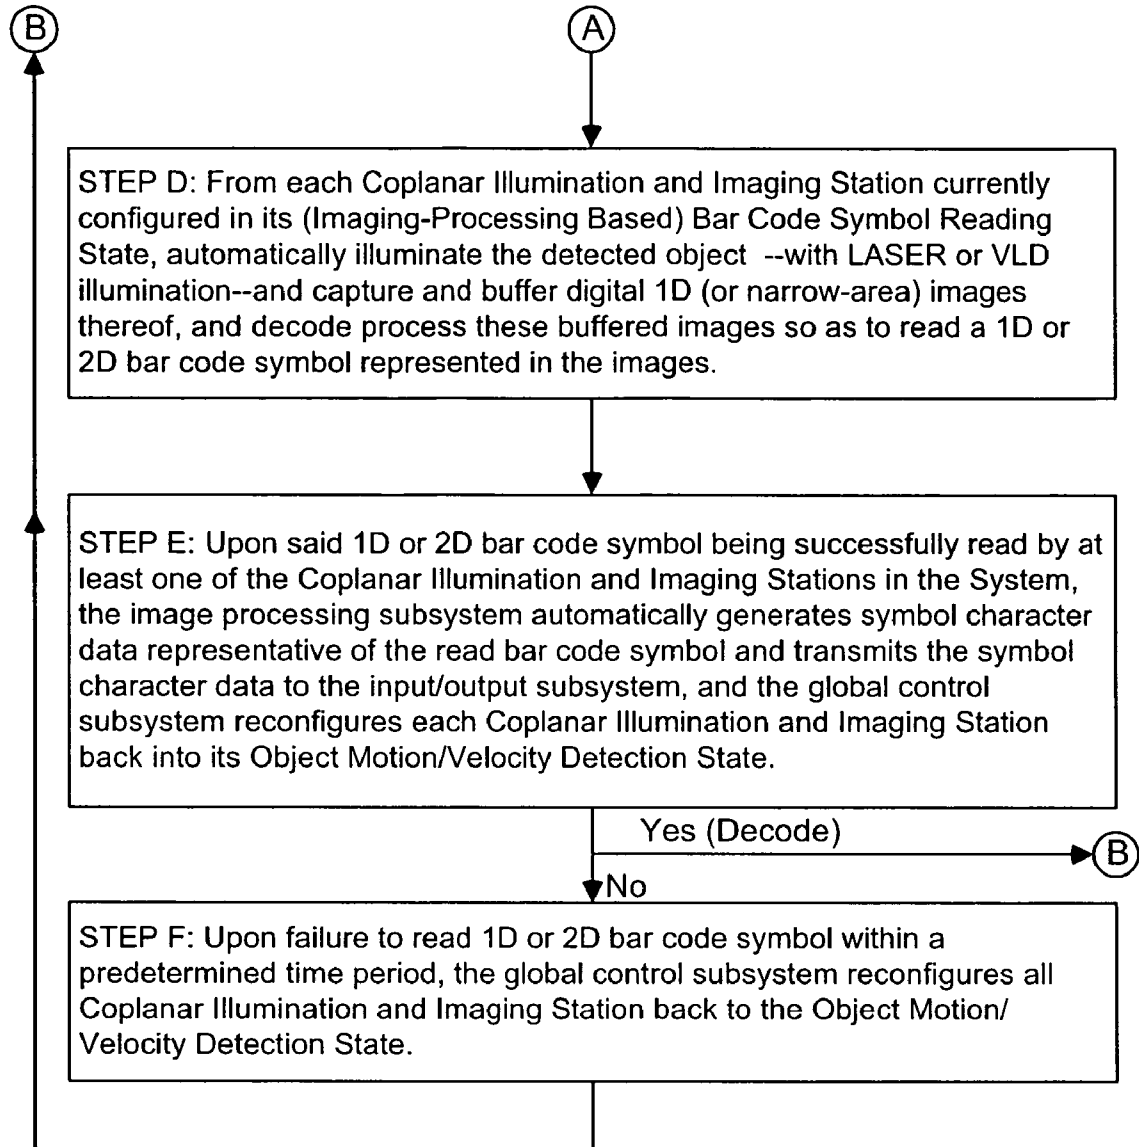 B
A
STEP D: From each Coplanar Illumination and Imaging Station currently
configured in its (Imaging-Processing Based) Bar Code Symbol Reading
State, automatically illuminate the detected object --with LASER or VLD
illumination--and capture and buffer digital 1D (or narrow-area) images
thereof, and decode process these buffered images so as to read a 1D or
2D bar code symbol represented in the images.
STEP E: Upon said 1D or 2D bar code symbol being successfully read by at
least one of the Coplanar Illumination and Imaging Stations in the System,
the image processing subsystem automatically generates symbol character
data representative of the read bar code symbol and transmits the symbol
character data to the input/output subsystem, and the global control
subsystem reconfigures each Coplanar Illumination and Imaging Station
back into its Object Motion/Velocity Detection State.
Yes (Decode)
B
No
STEP F: Upon failure to read 1D or 2D bar code symbol within a
predetermined time period, the global control subsystem reconfigures all
Coplanar Illumination and Imaging Station back to the Object Motion/
Velocity Detection State.